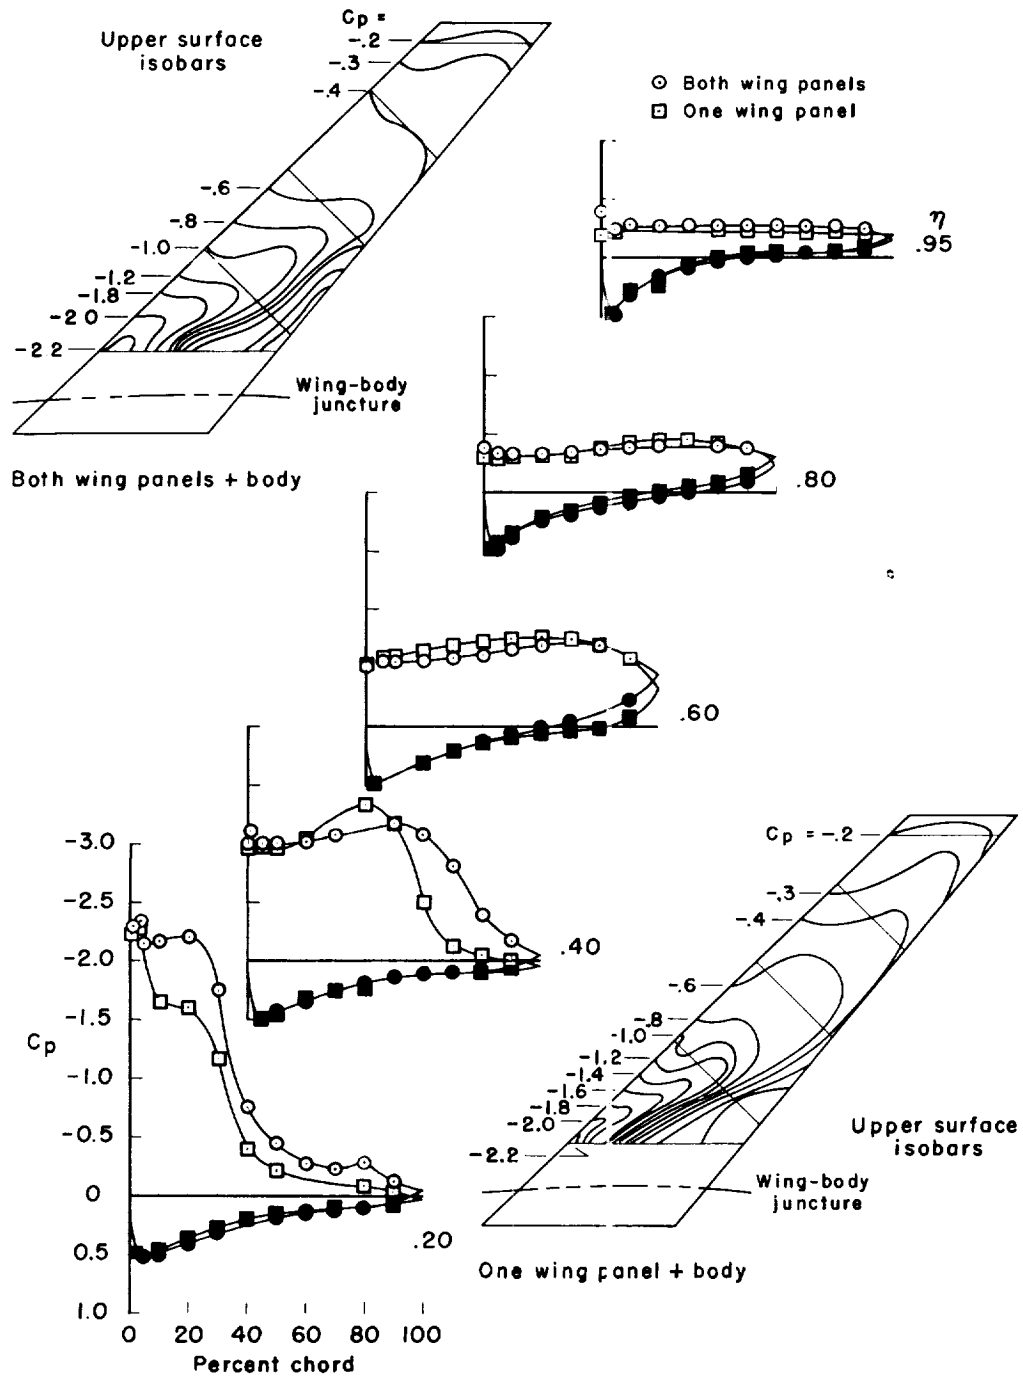 Upper surface
isobars
Cp =
-.2
-.3
-.4
-.6
-.8
-1.0
-1.2
-1.8
-2.0
-2.2
Wing-body
juncture
Both wing panels + body
Both wing panels
One wing panel
η
.95
.80
.60
.40
.20
-3.0
-2.5
-2.0
-1.5
Cp
-1.0
-0.5
0
0.5
1.0
0 20 40 60 80 100
Percent chord
Cp = -.2
-.3
-.4
-.6
-.8
-1.0
-1.2
-1.4
-1.6
-1.8
-2.0
-2.2
Upper surface
isobars
Wing-body
juncture
One wing panel + body